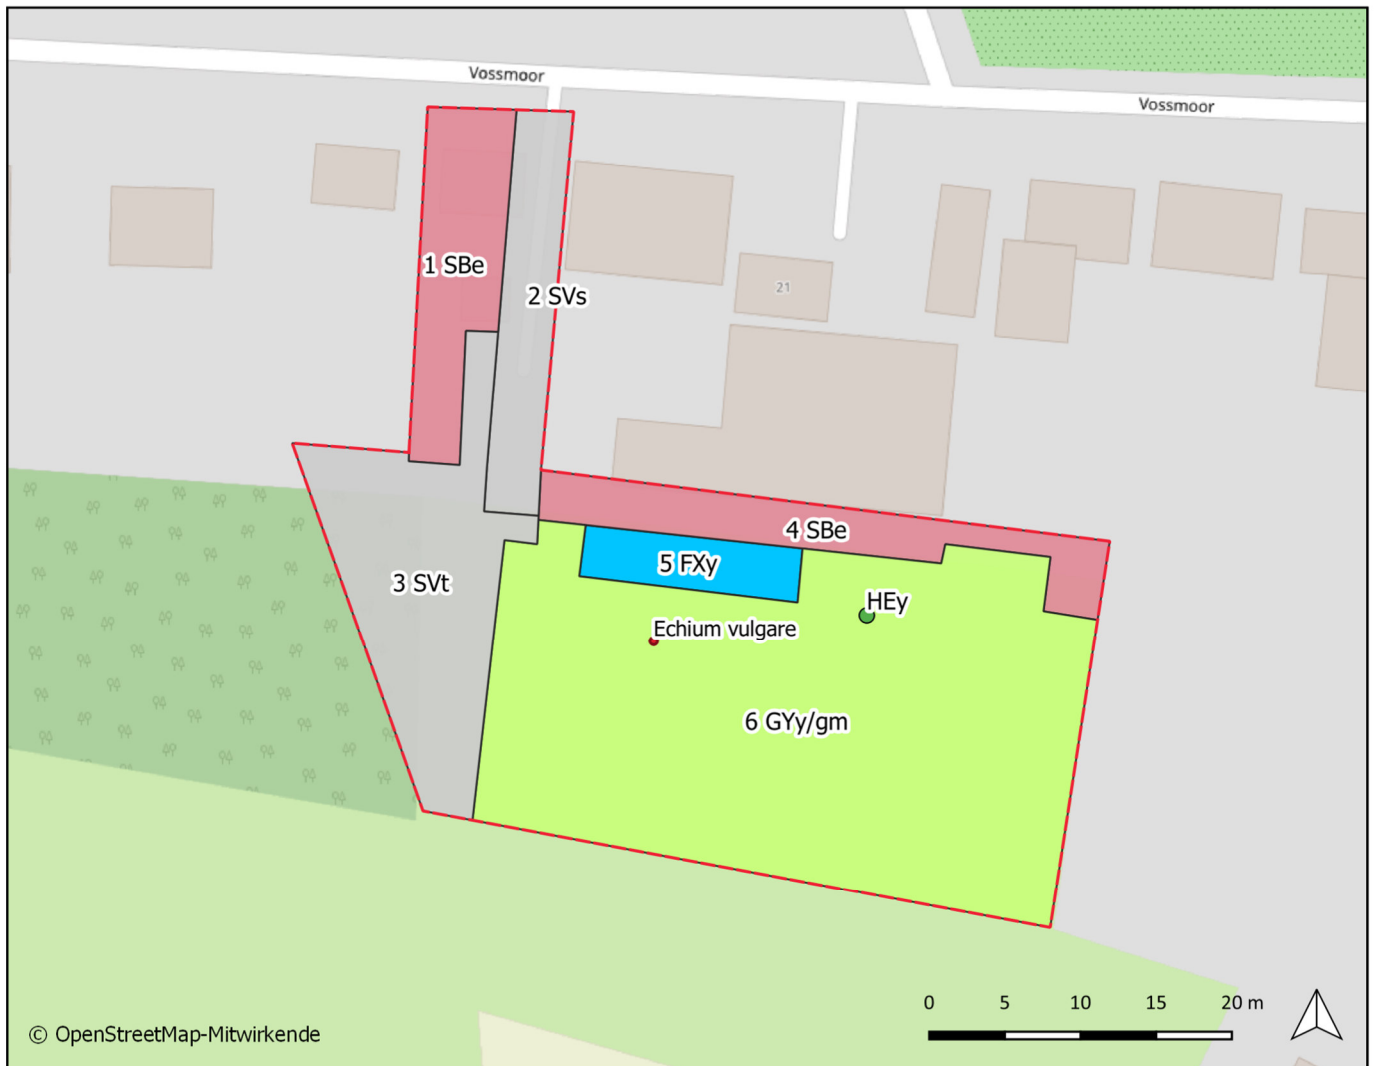 Vossmoor
Vossmoor
1 SBe
2 SVs
21
4 SBe
5 FXy
3 SVt
HEy
Echium vulgare
6 GYy/gm
0 5 10 15 20 m
© OpenStreetMap-Mitwirkende